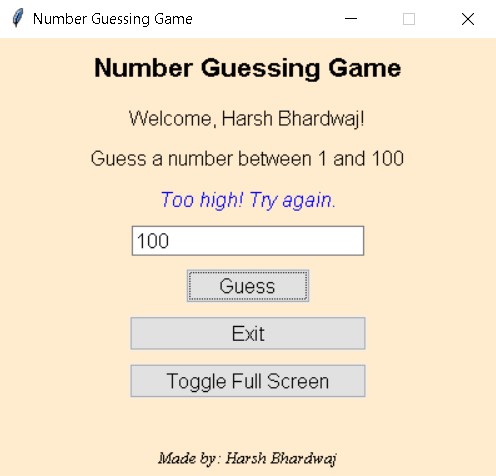 Number Guessing Game
Number Guessing Game
Welcome, Harsh Bhardwaj!
Guess a number between 1 and 100
Too high! Try again.
100
Guess
Exit
Toggle Full Screen
Made by: Harsh Bhardwaj